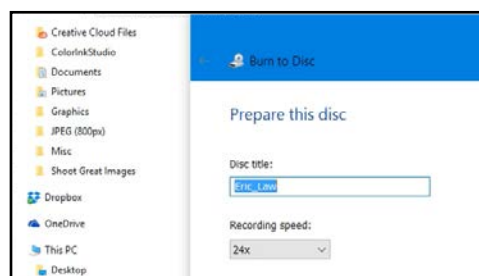 Creative Cloud Files
ColorInkStudio
Documents
Pictures
Graphics
JPEG (800px)
Misc
Shoot Great Images
Dropbox
OneDrive
This PC
Desktop
Burn to Disc
Prepare this disc
Disc title:
Eric_Law
Recording speed:
24x